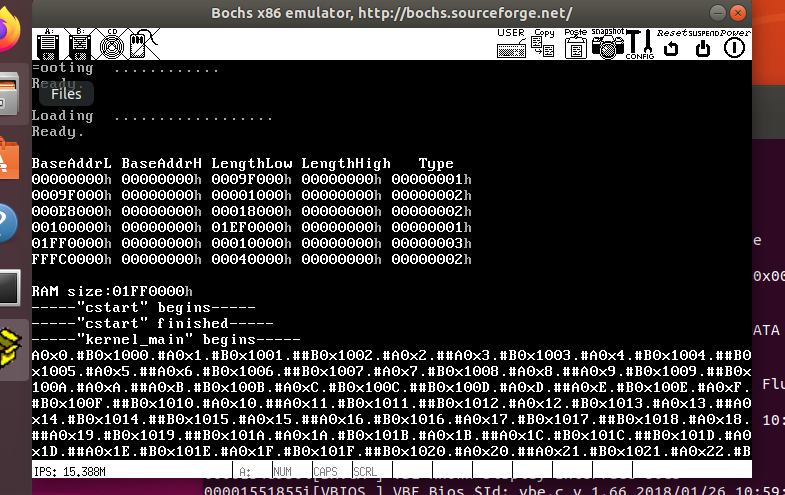 Bochs x86 emulator, http://bochs.sourceforge.net/
A: B: CD USER Copy Paste snapshot CONFIG Reset SUSPEND Power
=ooting ............
Ready.
Files
Loading ..................
Ready.
BaseAddrL BaseAddrH LengthLow LengthHigh Type
00000000h 00000000h 0009F000h 00000000h 00000001h
0009F000h 00000000h 00001000h 00000000h 00000002h
000E8000h 00000000h 00018000h 00000000h 00000002h
00100000h 00000000h 01EF0000h 00000000h 00000001h
01FF0000h 00000000h 00010000h 00000000h 00000003h
FFFC0000h 00000000h 00040000h 00000000h 00000002h
RAM size:01FF0000h
-----"cstart" begins-----
-----"cstart" finished-----
-----"kernel_main" begins-----
A0x0.#B0x1000.#A0x1.#B0x1001.##B0x1002.#A0x2.##A0x3.#B0x1003.#A0x4.#B0x1004.##B0
x1005.#A0x5.##A0x6.#B0x1006.##B0x1007.#A0x7.#B0x1008.#A0x8.##A0x9.#B0x1009.##B0x
100A.#A0xA.##A0xB.#B0x100B.#A0xC.#B0x100C.##B0x100D.#A0xD.##A0xE.#B0x100E.#A0xF.
#B0x100F.##B0x1010.#A0x10.##A0x11.#B0x1011.##B0x1012.#A0x12.#B0x1013.#A0x13.##A0
x14.#B0x1014.##B0x1015.#A0x15.##A0x16.#B0x1016.#A0x17.#B0x1017.##B0x1018.#A0x18.
##A0x19.#B0x1019.##B0x101A.#A0x1A.#B0x101B.#A0x1B.##A0x1C.#B0x101C.##B0x101D.#A0
x1D.##A0x1E.#B0x101E.#A0x1F.#B0x101F.##B0x1020.#A0x20.##A0x21.#B0x1021.#A0x22.#B
IPS: 15.388M A: NUM CAPS SCRL
e
0x00
ATA
Flu
10:
00001551855i[VBIOS ] VBE Bios $Id: vbe.c,v 1.66 2018/01/26 10:59: